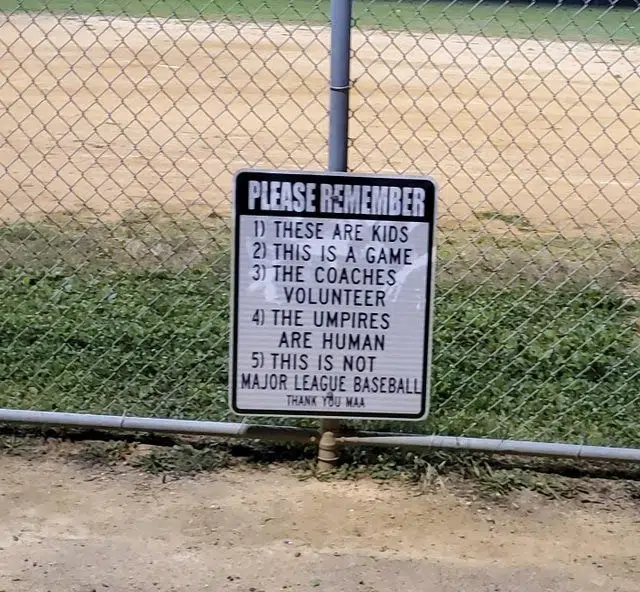 PLEASE REMEMBER
1) THESE ARE KIDS
2) THIS IS A GAME
3) THE COACHES
VOLUNTEER
4) THE UMPIRES
ARE HUMAN
5) THIS IS NOT
MAJOR LEAGUE BASEBALL
THANK YOU MAA